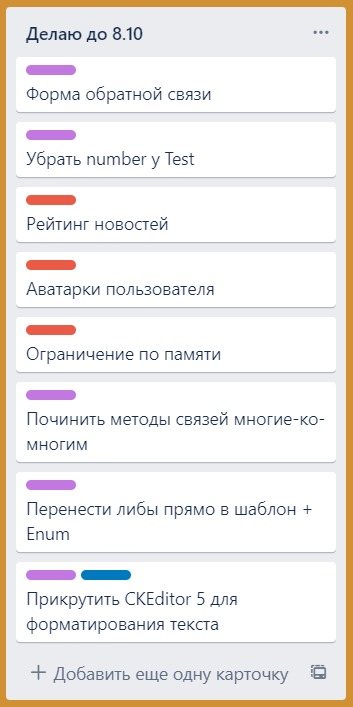 Делаю до 8.10
Форма обратной связи
Убрать number у Test
Рейтинг новостей
Аватарки пользователя
Ограничение по памяти
Починить методы связей многие-ко-
многим
Перенести либы прямо в шаблон +
Enum
Прикрутить CKEditor 5 для
форматирования текста
Добавить еще одну карточку